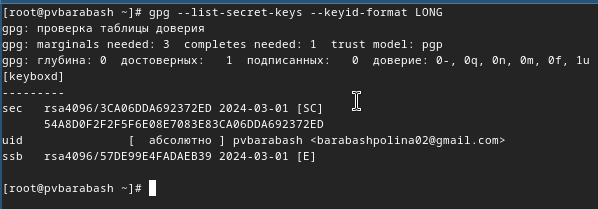 [root@pvbarabash ~]# gpg --list-secret-keys --keyid-format LONG
gpg: проверка таблицы доверия
gpg: marginals needed: 3  completes needed: 1  trust model: pgp
gpg: глубина: 0  достоверных:   1  подписанных:   0  доверие: 0-, 0q, 0n, 0m, 0f, 1u
[keyboxd]
---------
sec   rsa4096/3CA06DDA692372ED 2024-03-01 [SC]
      54A8D0F2F2F5F6E08E7083E83CA06DDA692372ED
uid              [  абсолютно ] pvbarabash <barabashpolina02@gmail.com>
ssb   rsa4096/57DE99E4FADAEB39 2024-03-01 [E]
[root@pvbarabash ~]#